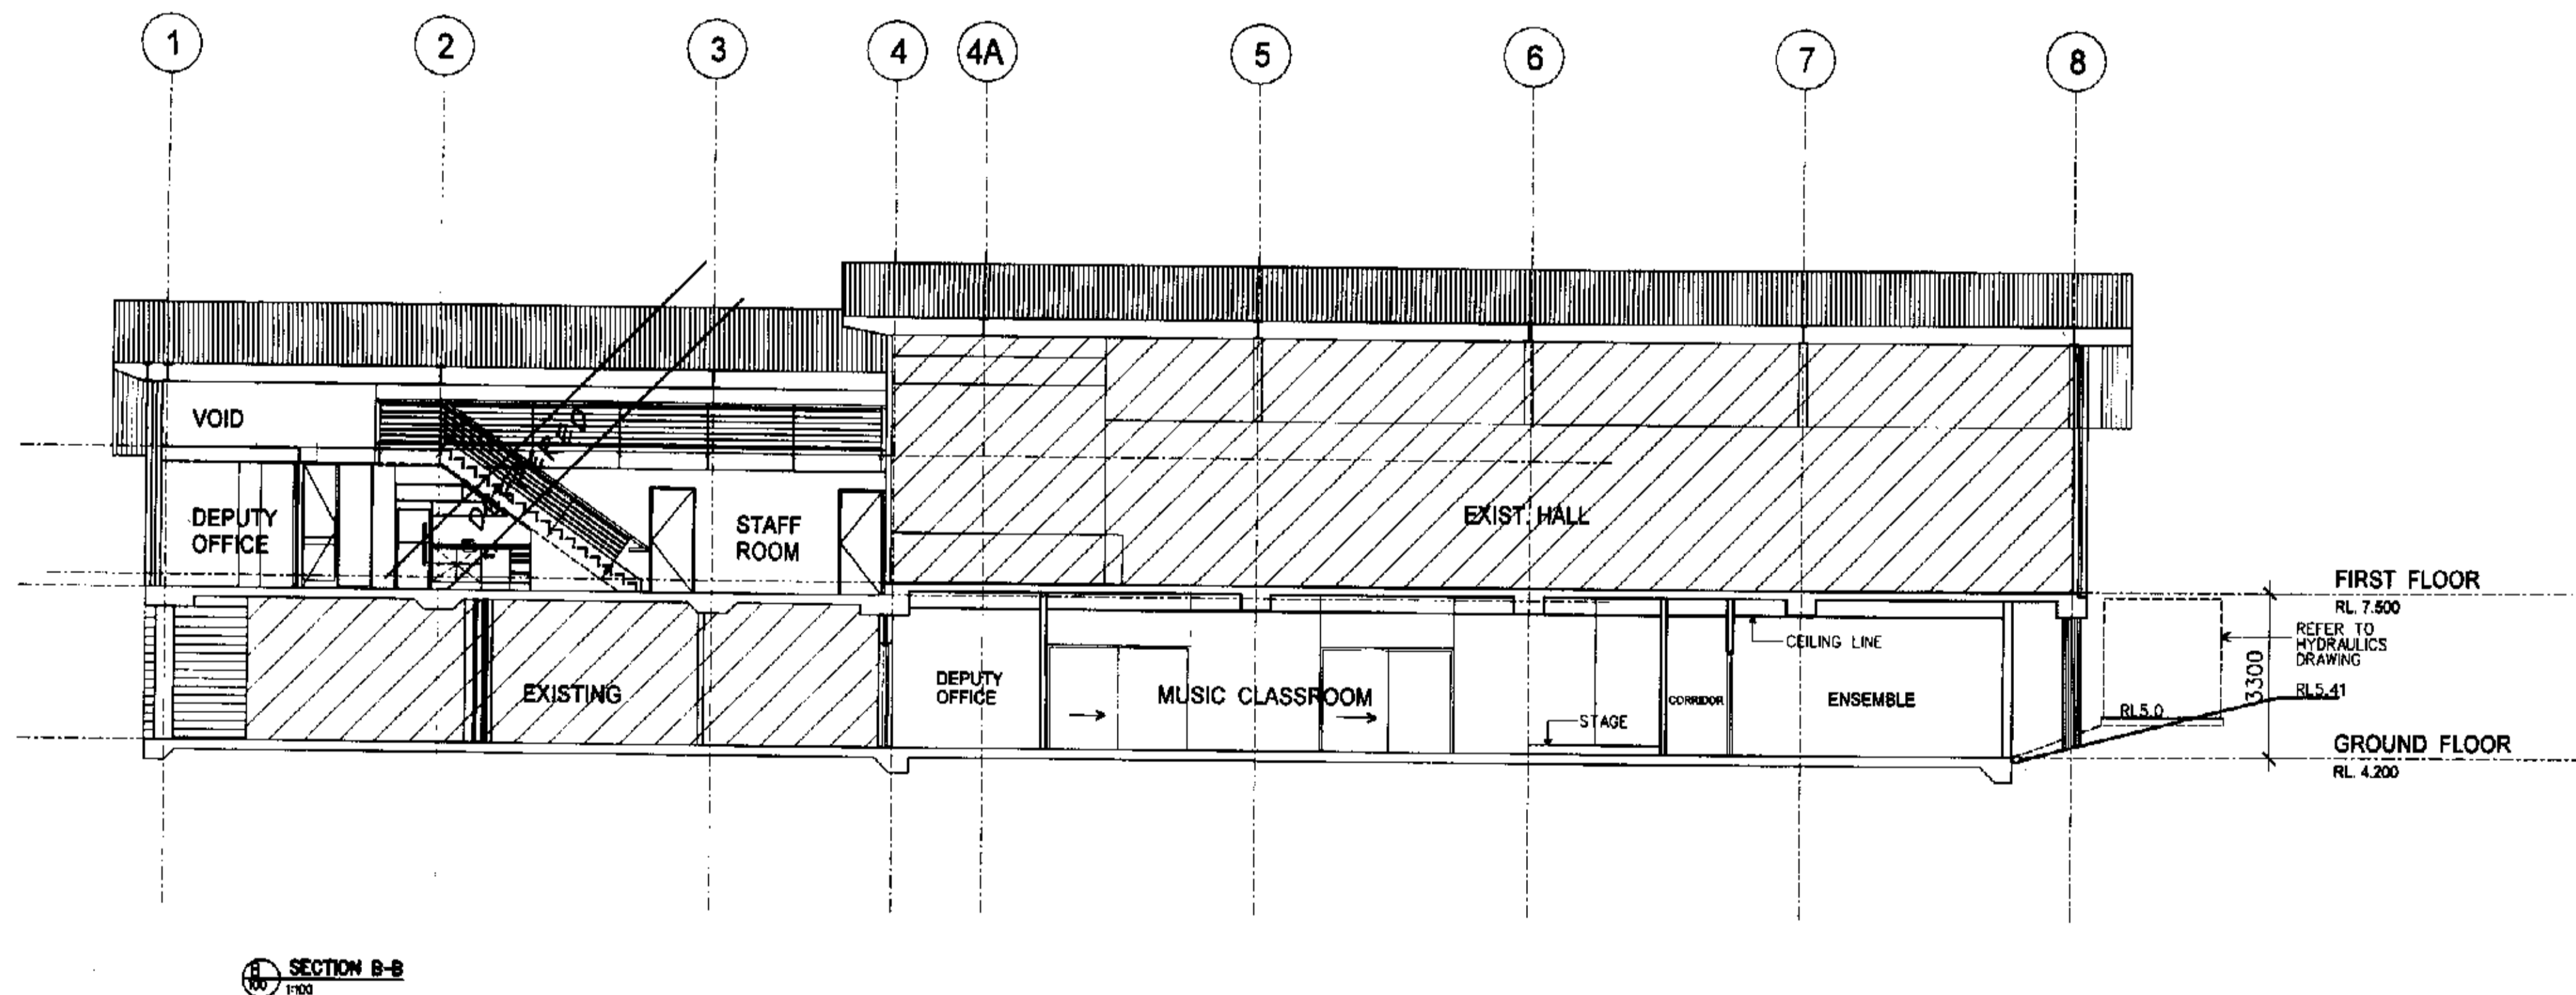 1 2 3 4 4A 5 6 7 8
VOID
DEPUTY
OFFICE
STAFF
ROOM
EXIST. HALL
FIRST FLOOR
RL. 7.500
REFER TO
HYDRAULICS
DRAWING
CEILING LINE
3300
EXISTING
DEPUTY
OFFICE
MUSIC CLASSROOM
STAGE
CORRIDOR
ENSEMBLE
RL5.0
RL5.41
GROUND FLOOR
RL. 4.200
B
100
SECTION B-B
1:100